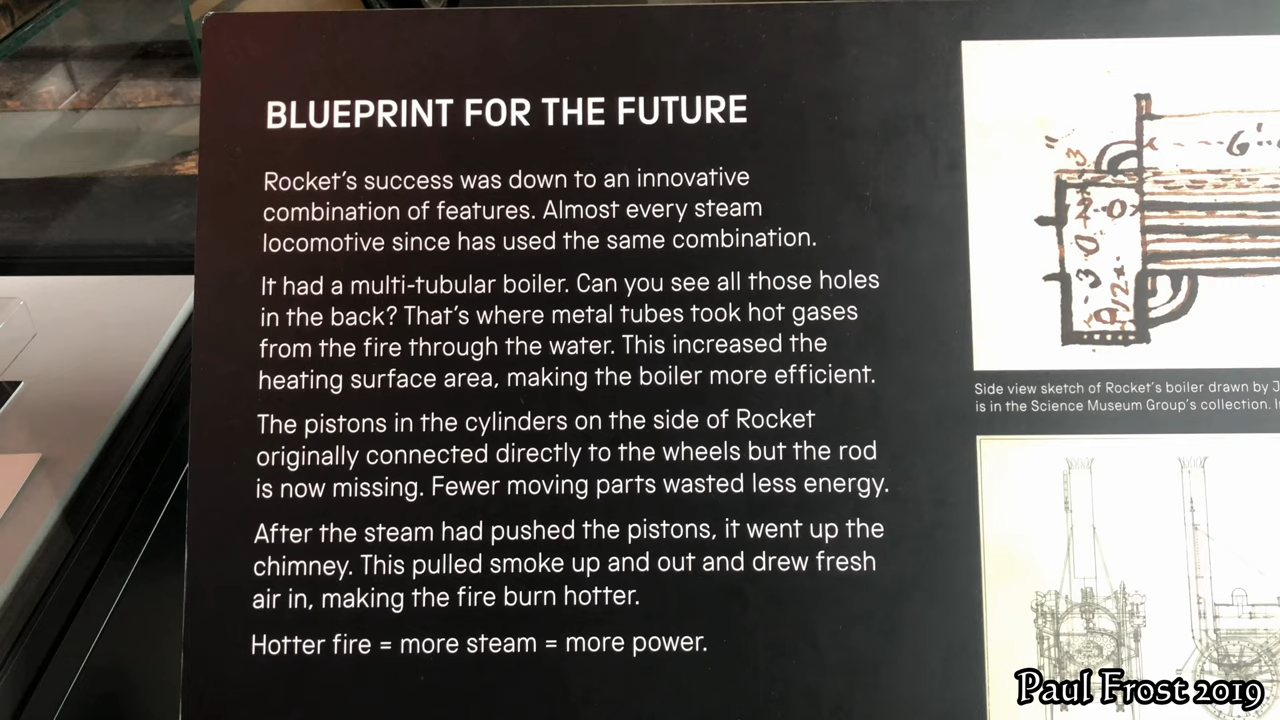 BLUEPRINT FOR THE FUTURE
Rocket's success was down to an innovative
combination of features. Almost every steam
locomotive since has used the same combination.
It had a multi-tubular boiler. Can you see all those holes
in the back? That's where metal tubes took hot gases
from the fire through the water. This increased the
heating surface area, making the boiler more efficient.
The pistons in the cylinders on the side of Rocket
originally connected directly to the wheels but the rod
is now missing. Fewer moving parts wasted less energy.
After the steam had pushed the pistons, it went up the
chimney. This pulled smoke up and out and drew fresh
air in, making the fire burn hotter.
Hotter fire = more steam = more power.
Side view sketch of Rocket's boiler drawn by J
is in the Science Museum Group's collection.
Paul Frost 2019